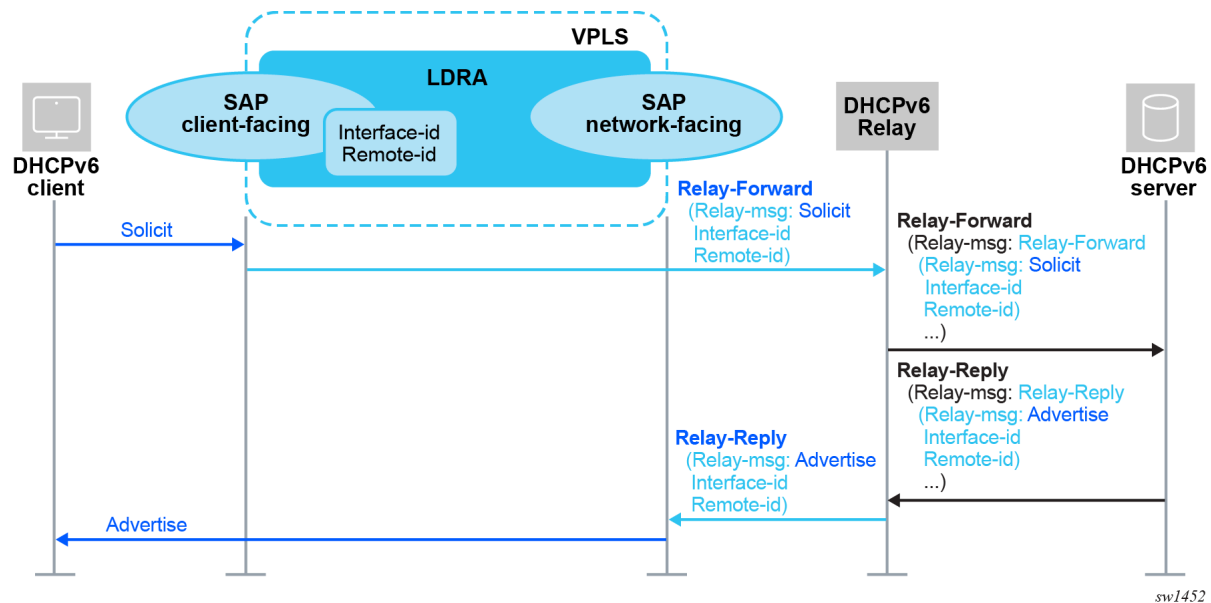 VPLS
LDRA
SAP
client-facing
Interface-id
Remote-id
SAP
network-facing
DHCPv6
client
DHCPv6
Relay
DHCPv6
server
Solicit
Relay-Forward
(Relay-msg: Solicit
Interface-id
Remote-id)
Relay-Forward
(Relay-msg: Relay-Forward
(Relay-msg: Solicit
Interface-id
Remote-id)
...)
Relay-Reply
(Relay-msg: Relay-Reply
(Relay-msg: Advertise
Interface-id
Remote-id)
...)
Relay-Reply
(Relay-msg: Advertise
Interface-id
Remote-id)
Advertise
sw1452